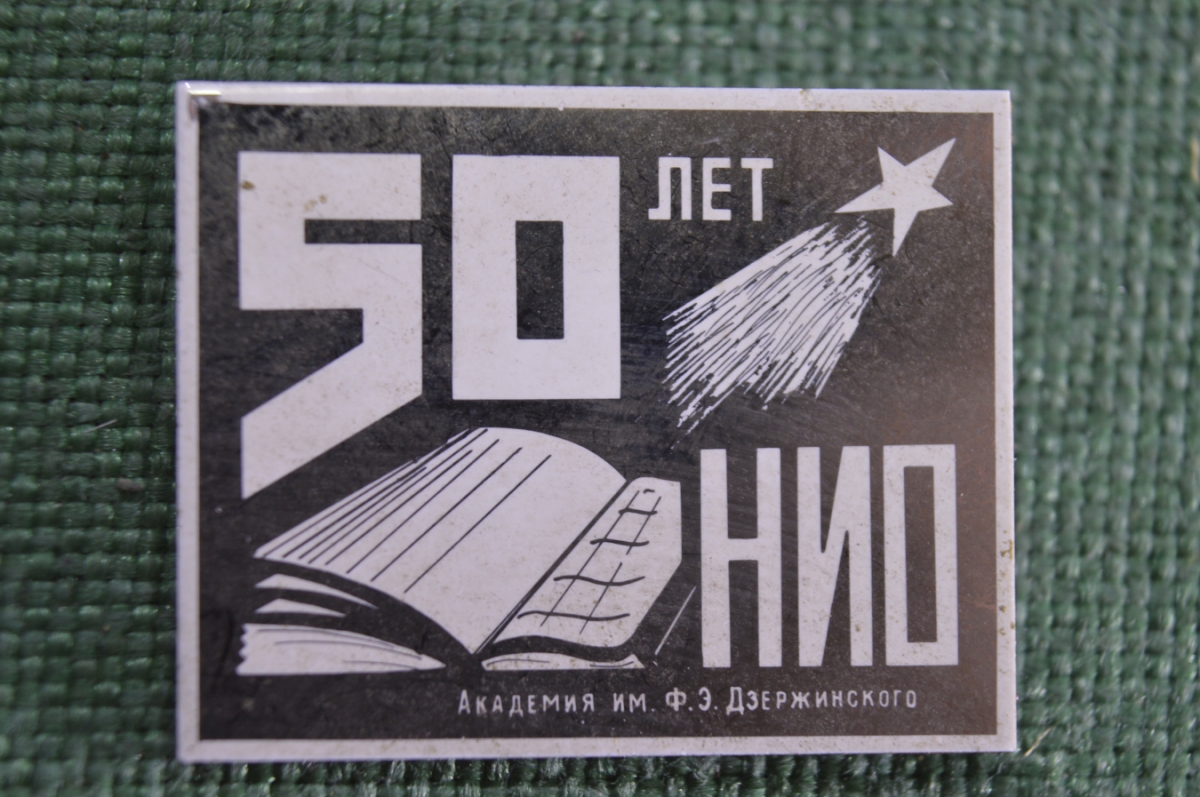 50 ЛЕТ
НИО
Академия им. Ф.Э. Дзержинского